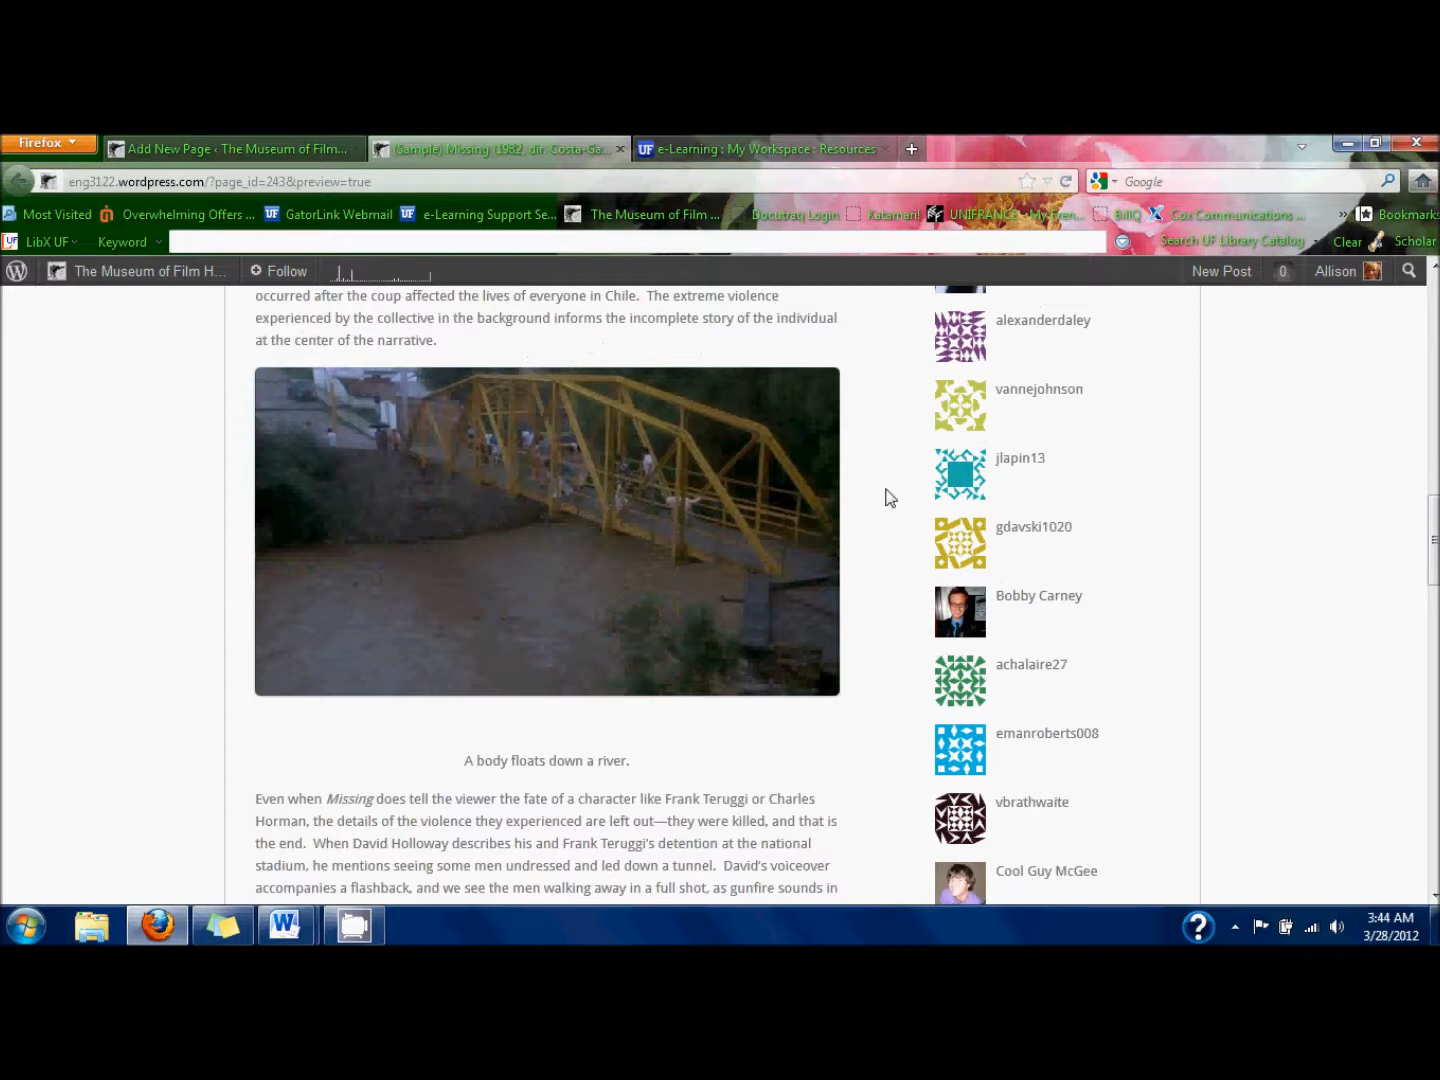 Firefox
Add New Page ‹ The Museum of Film...
(Sample) Missing (1982, dir. Costa-Ga...
UF e-Learning : My Workspace : Resources
eng3122.wordpress.com/?page_id=243&preview=true
Google
Most Visited
Overwhelming Offers ...
UF GatorLink Webmail
UF e-Learning Support Se...
The Museum of Film ...
Docutraq Login
Katamari!
UNIFRANCE - My Fren...
BillQ
Cox Communications ...
Bookmarks
UF LibX UF
Keyword
Search UF Library Catalog
Clear
Scholar
The Museum of Film H...
Follow
New Post
0
Allison
occurred after the coup affected the lives of everyone in Chile. The extreme violence
experienced by the collective in the background informs the incomplete story of the individual
at the center of the narrative.
A body floats down a river.
Even when Missing does tell the viewer the fate of a character like Frank Teruggi or Charles
Horman, the details of the violence they experienced are left out—they were killed, and that is
the end. When David Holloway describes his and Frank Teruggi's detention at the national
stadium, he mentions seeing some men undressed and led down a tunnel. David's voiceover
accompanies a flashback, and we see the men walking away in a full shot, as gunfire sounds in
alexanderdaley
vannejohnson
jlapin13
gdavski1020
Bobby Carney
achalaire27
emanroberts008
vbrathwaite
Cool Guy McGee
3:44 AM
3/28/2012